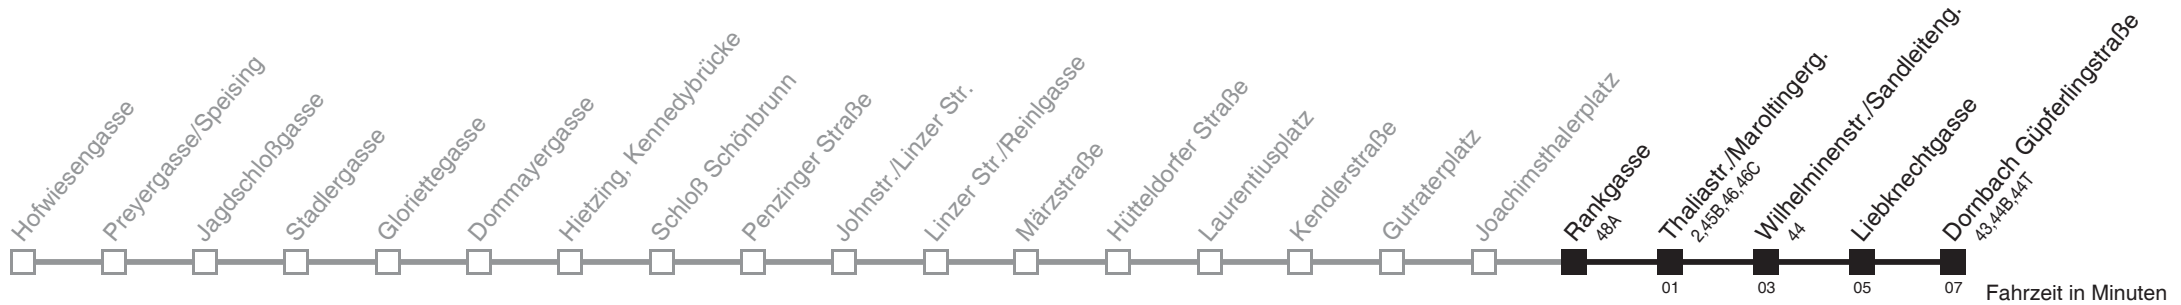 Hofwiesengasse
Preyergasse/Speising
Jagdschloßgasse
Stadlergasse
Gloriettegasse
Dommayergasse
Hietzing, Kennedybrücke
Schloß Schönbrunn
Penzinger Straße
Johnstr./Linzer Str.
Linzer Str./Reinlgasse
Märzstraße
Hütteldorfer Straße
Laurentiusplatz
Kendlerstraße
Gutraterplatz
Joachimsthalerplatz
Rankgasse
48A
Thaliastr./Maroltingerg.
2,45B,46,46C
Wilhelminenstr./Sandleiteng.
44
Liebknechtgasse
Dornbach Güpferlingstraße
43,44B,44T
01 03 05 07 Fahrzeit in Minuten